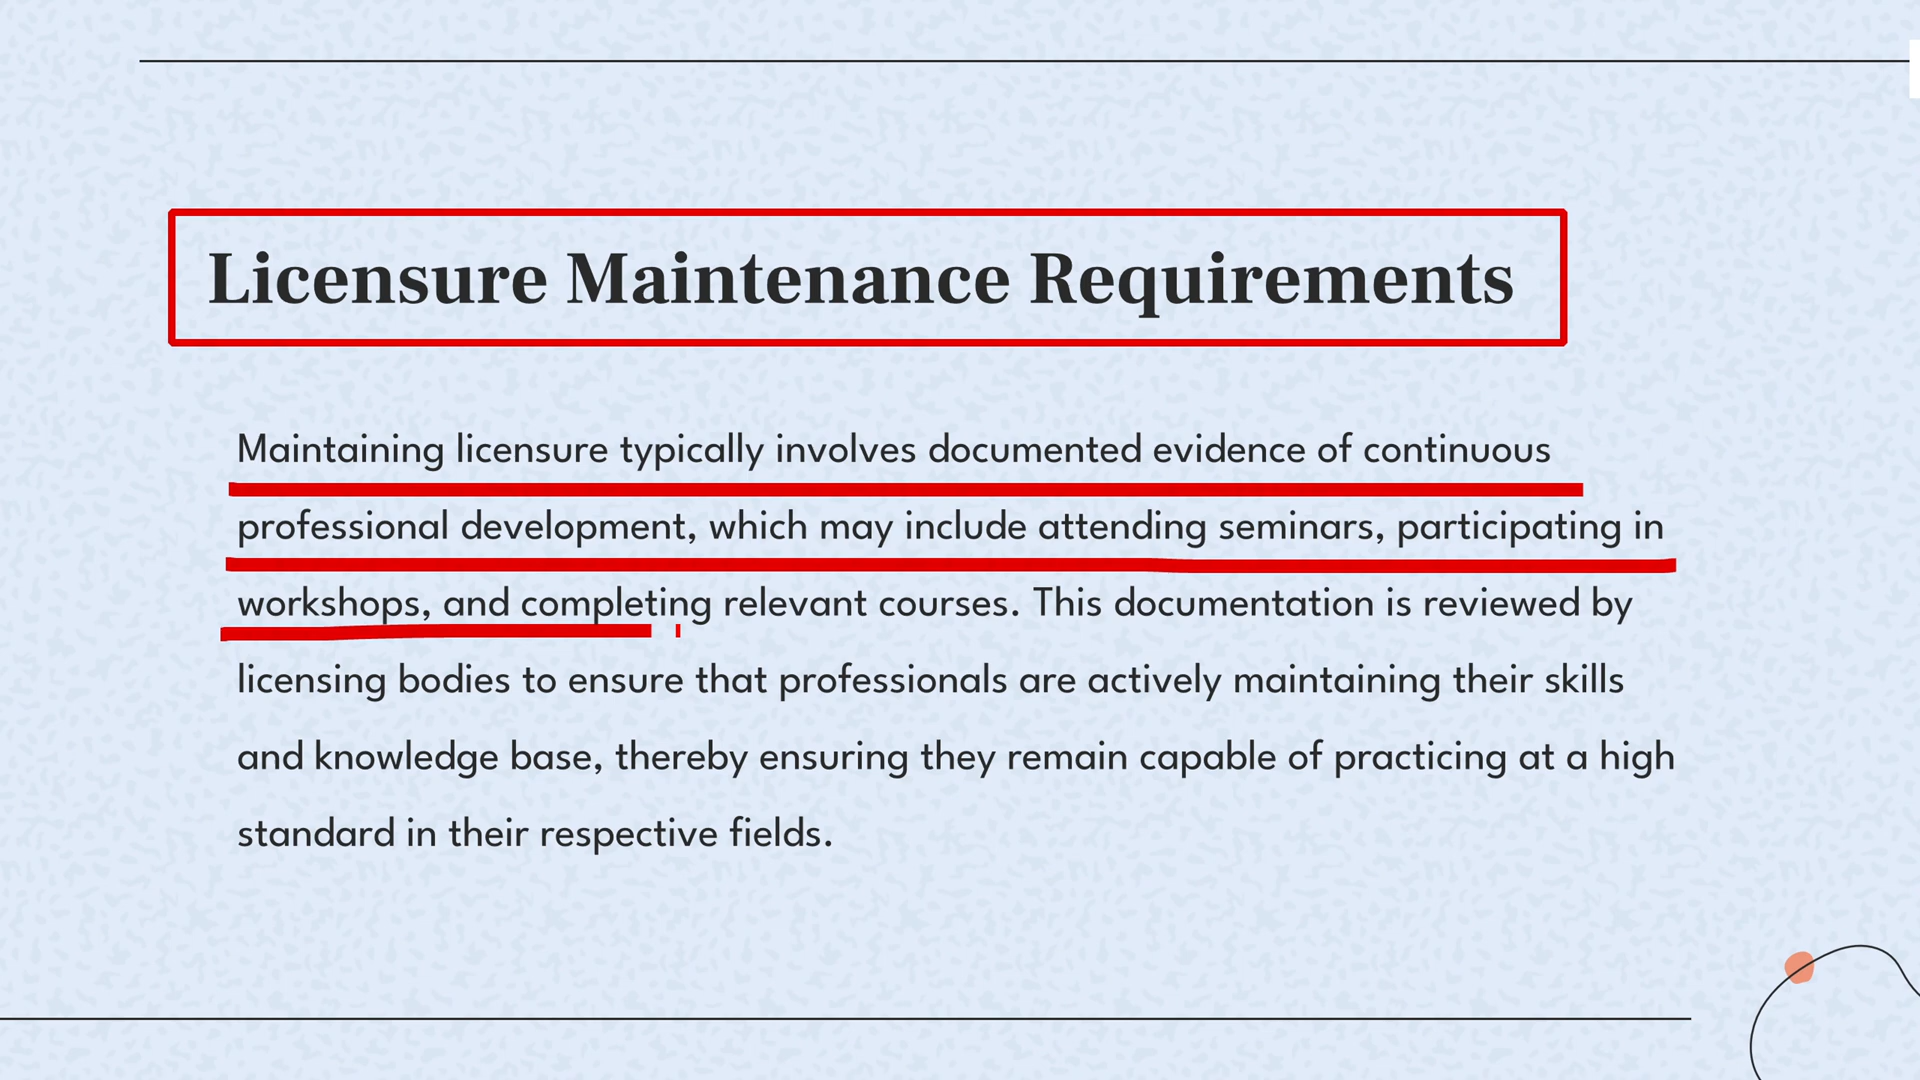 Licensure Maintenance Requirements
Maintaining licensure typically involves documented evidence of continuous
professional development, which may include attending seminars, participating in
workshops, and completing relevant courses. This documentation is reviewed by
licensing bodies to ensure that professionals are actively maintaining their skills
and knowledge base, thereby ensuring they remain capable of practicing at a high
standard in their respective fields.